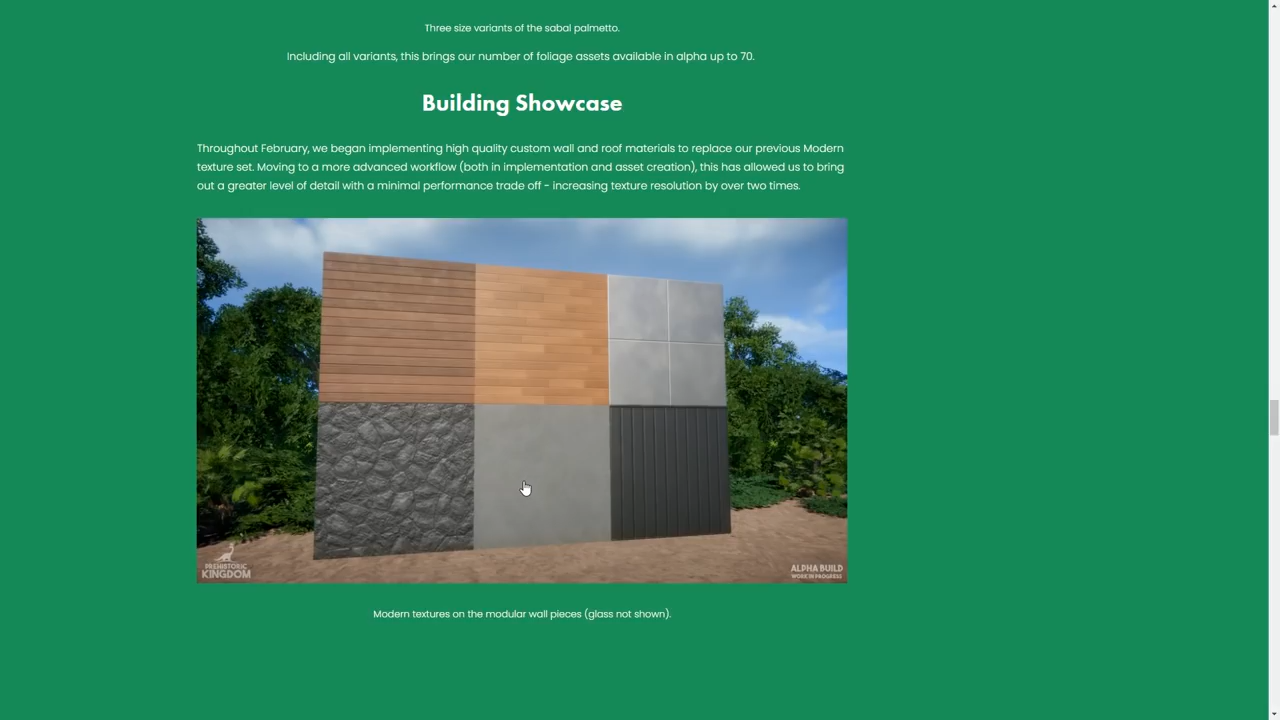 Three size variants of the sabal palmetto.
Including all variants, this brings our number of foliage assets available in alpha up to 70.
Building Showcase
Throughout February, we began implementing high quality custom wall and roof materials to replace our previous Modern
texture set. Moving to a more advanced workflow (both in implementation and asset creation), this has allowed us to bring
out a greater level of detail with a minimal performance trade off - increasing texture resolution by over two times.
PREHISTORIC
KINGDOM
ALPHA BUILD
WORK IN PROGRESS
Modern textures on the modular wall pieces (glass not shown).